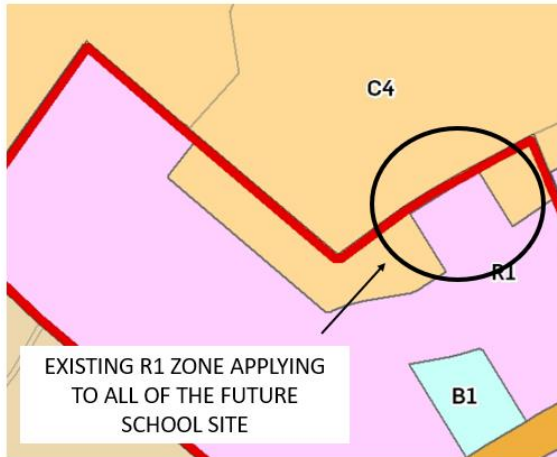 C4
R1
EXISTING R1 ZONE APPLYING
TO ALL OF THE FUTURE
SCHOOL SITE
B1